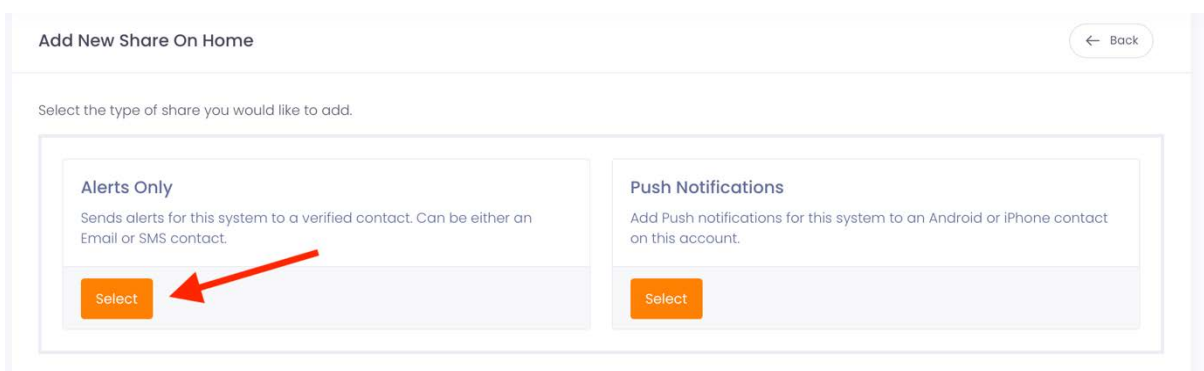 Add New Share On Home
← Back
Select the type of share you would like to add.
Alerts Only
Sends alerts for this system to a verified contact. Can be either an
Email or SMS contact.
Select
Push Notifications
Add Push notifications for this system to an Android or iPhone contact
on this account.
Select